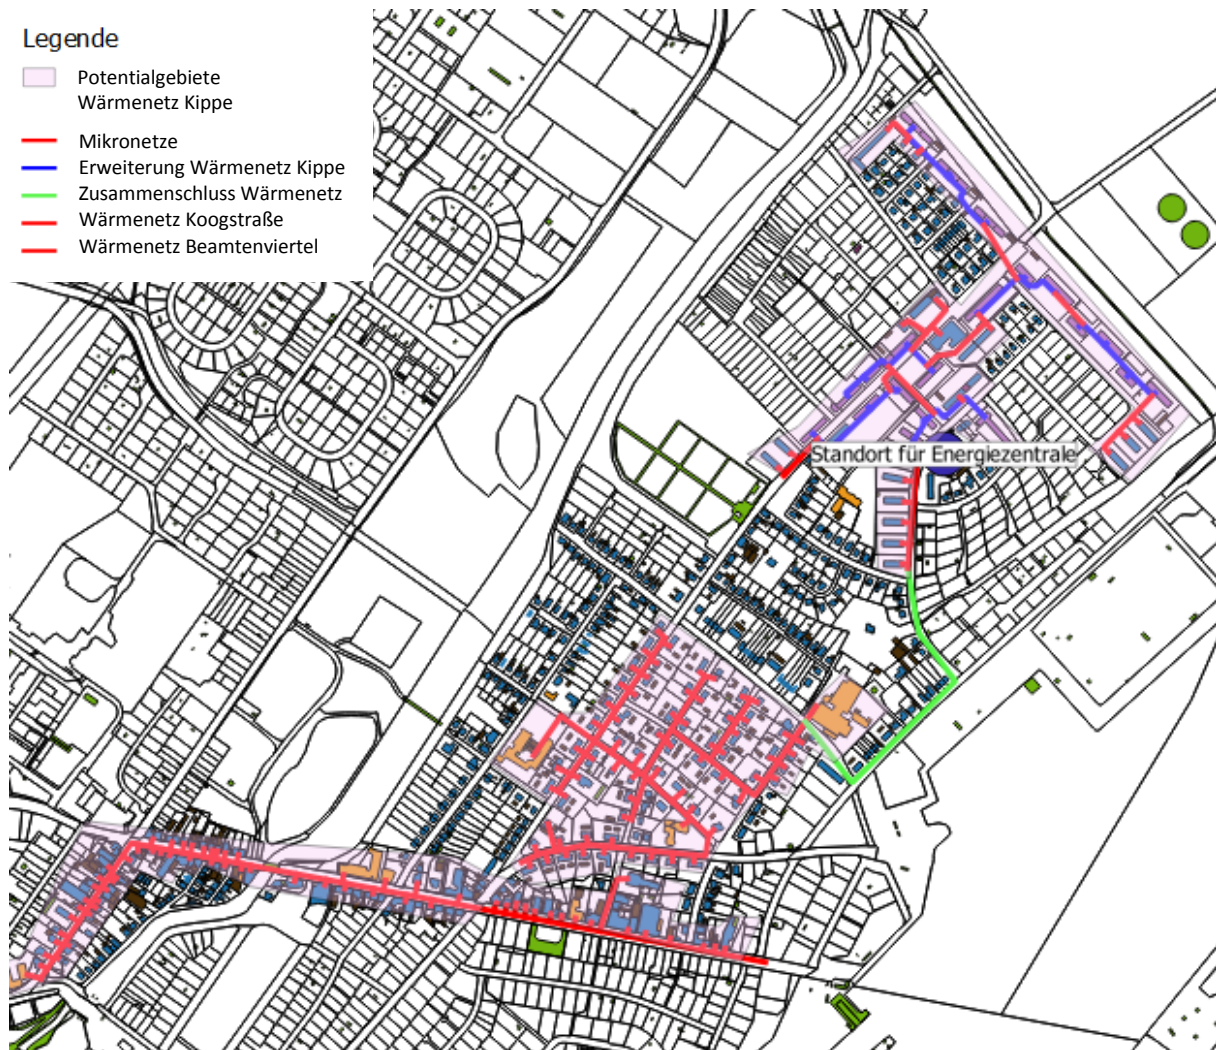 Legende
Potentialgebiete
Wärmenetz Kippe
Mikronetze
Erweiterung Wärmenetz Kippe
Zusammenschluss Wärmenetz
Wärmenetz Koogstraße
Wärmenetz Beamtenviertel
Standort für Energiezentrale